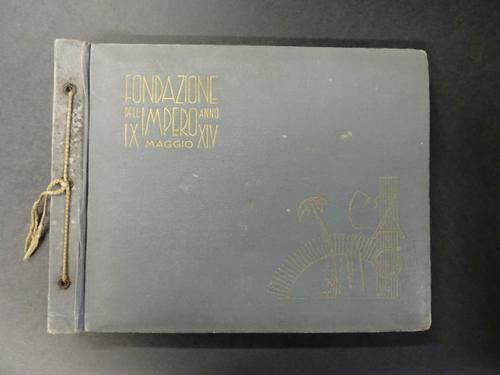 FONDAZIONE
DELL IMPERO ANNO
IX MAGGIO XIV